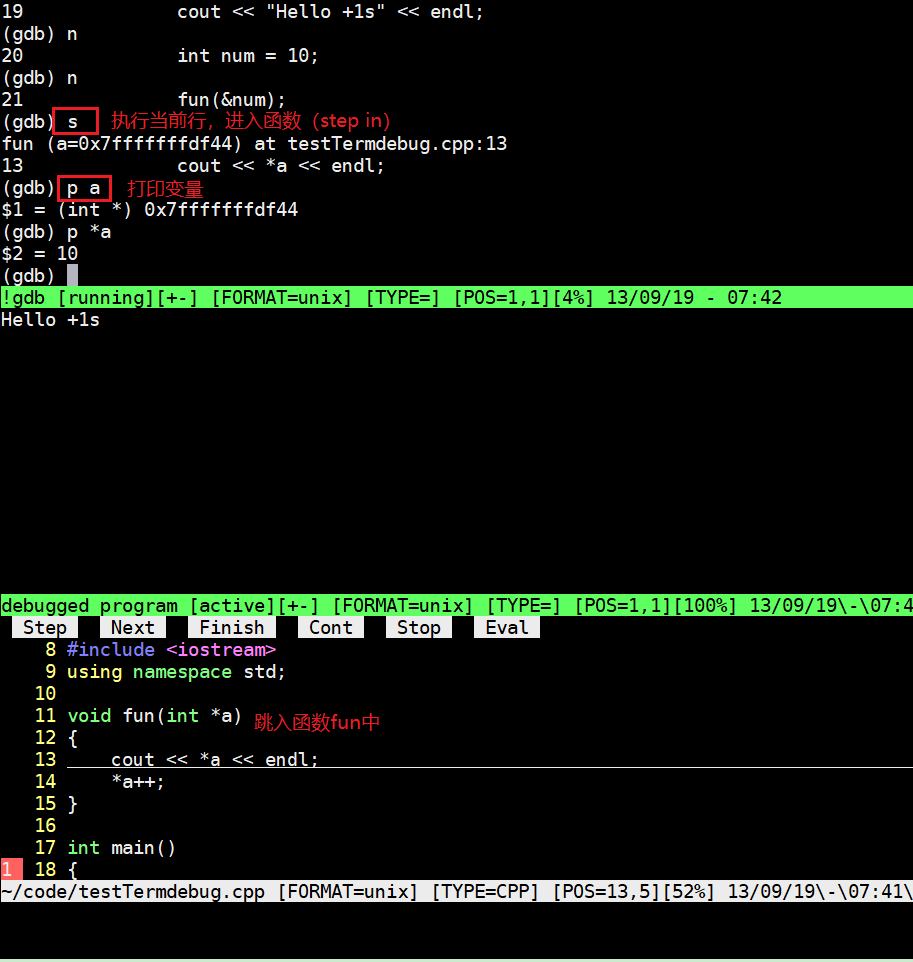 19              cout << "Hello +1s" << endl;
(gdb) n
20              int num = 10;
(gdb) n
21              fun(&num);
(gdb) s 执行当前行，进入函数（step in）
fun (a=0x7fffffffdf44) at testTermdebug.cpp:13
13              cout << *a << endl;
(gdb) p a 打印变量
$1 = (int *) 0x7fffffffdf44
(gdb) p *a
$2 = 10
(gdb)
!gdb [running][+-] [FORMAT=unix] [TYPE=] [POS=1,1][4%] 13/09/19 - 07:42
Hello +1s
debugged program [active][+-] [FORMAT=unix] [TYPE=] [POS=1,1][100%] 13/09/19\-\07:4
Step Next Finish Cont Stop Eval
8 #include <iostream>
9 using namespace std;
10
11 void fun(int *a) 跳入函数fun中
12 {
13     cout << *a << endl;
14     *a++;
15 }
16
17 int main()
1 18 {
~/code/testTermdebug.cpp [FORMAT=unix] [TYPE=CPP] [POS=13,5][52%] 13/09/19\-\07:41\